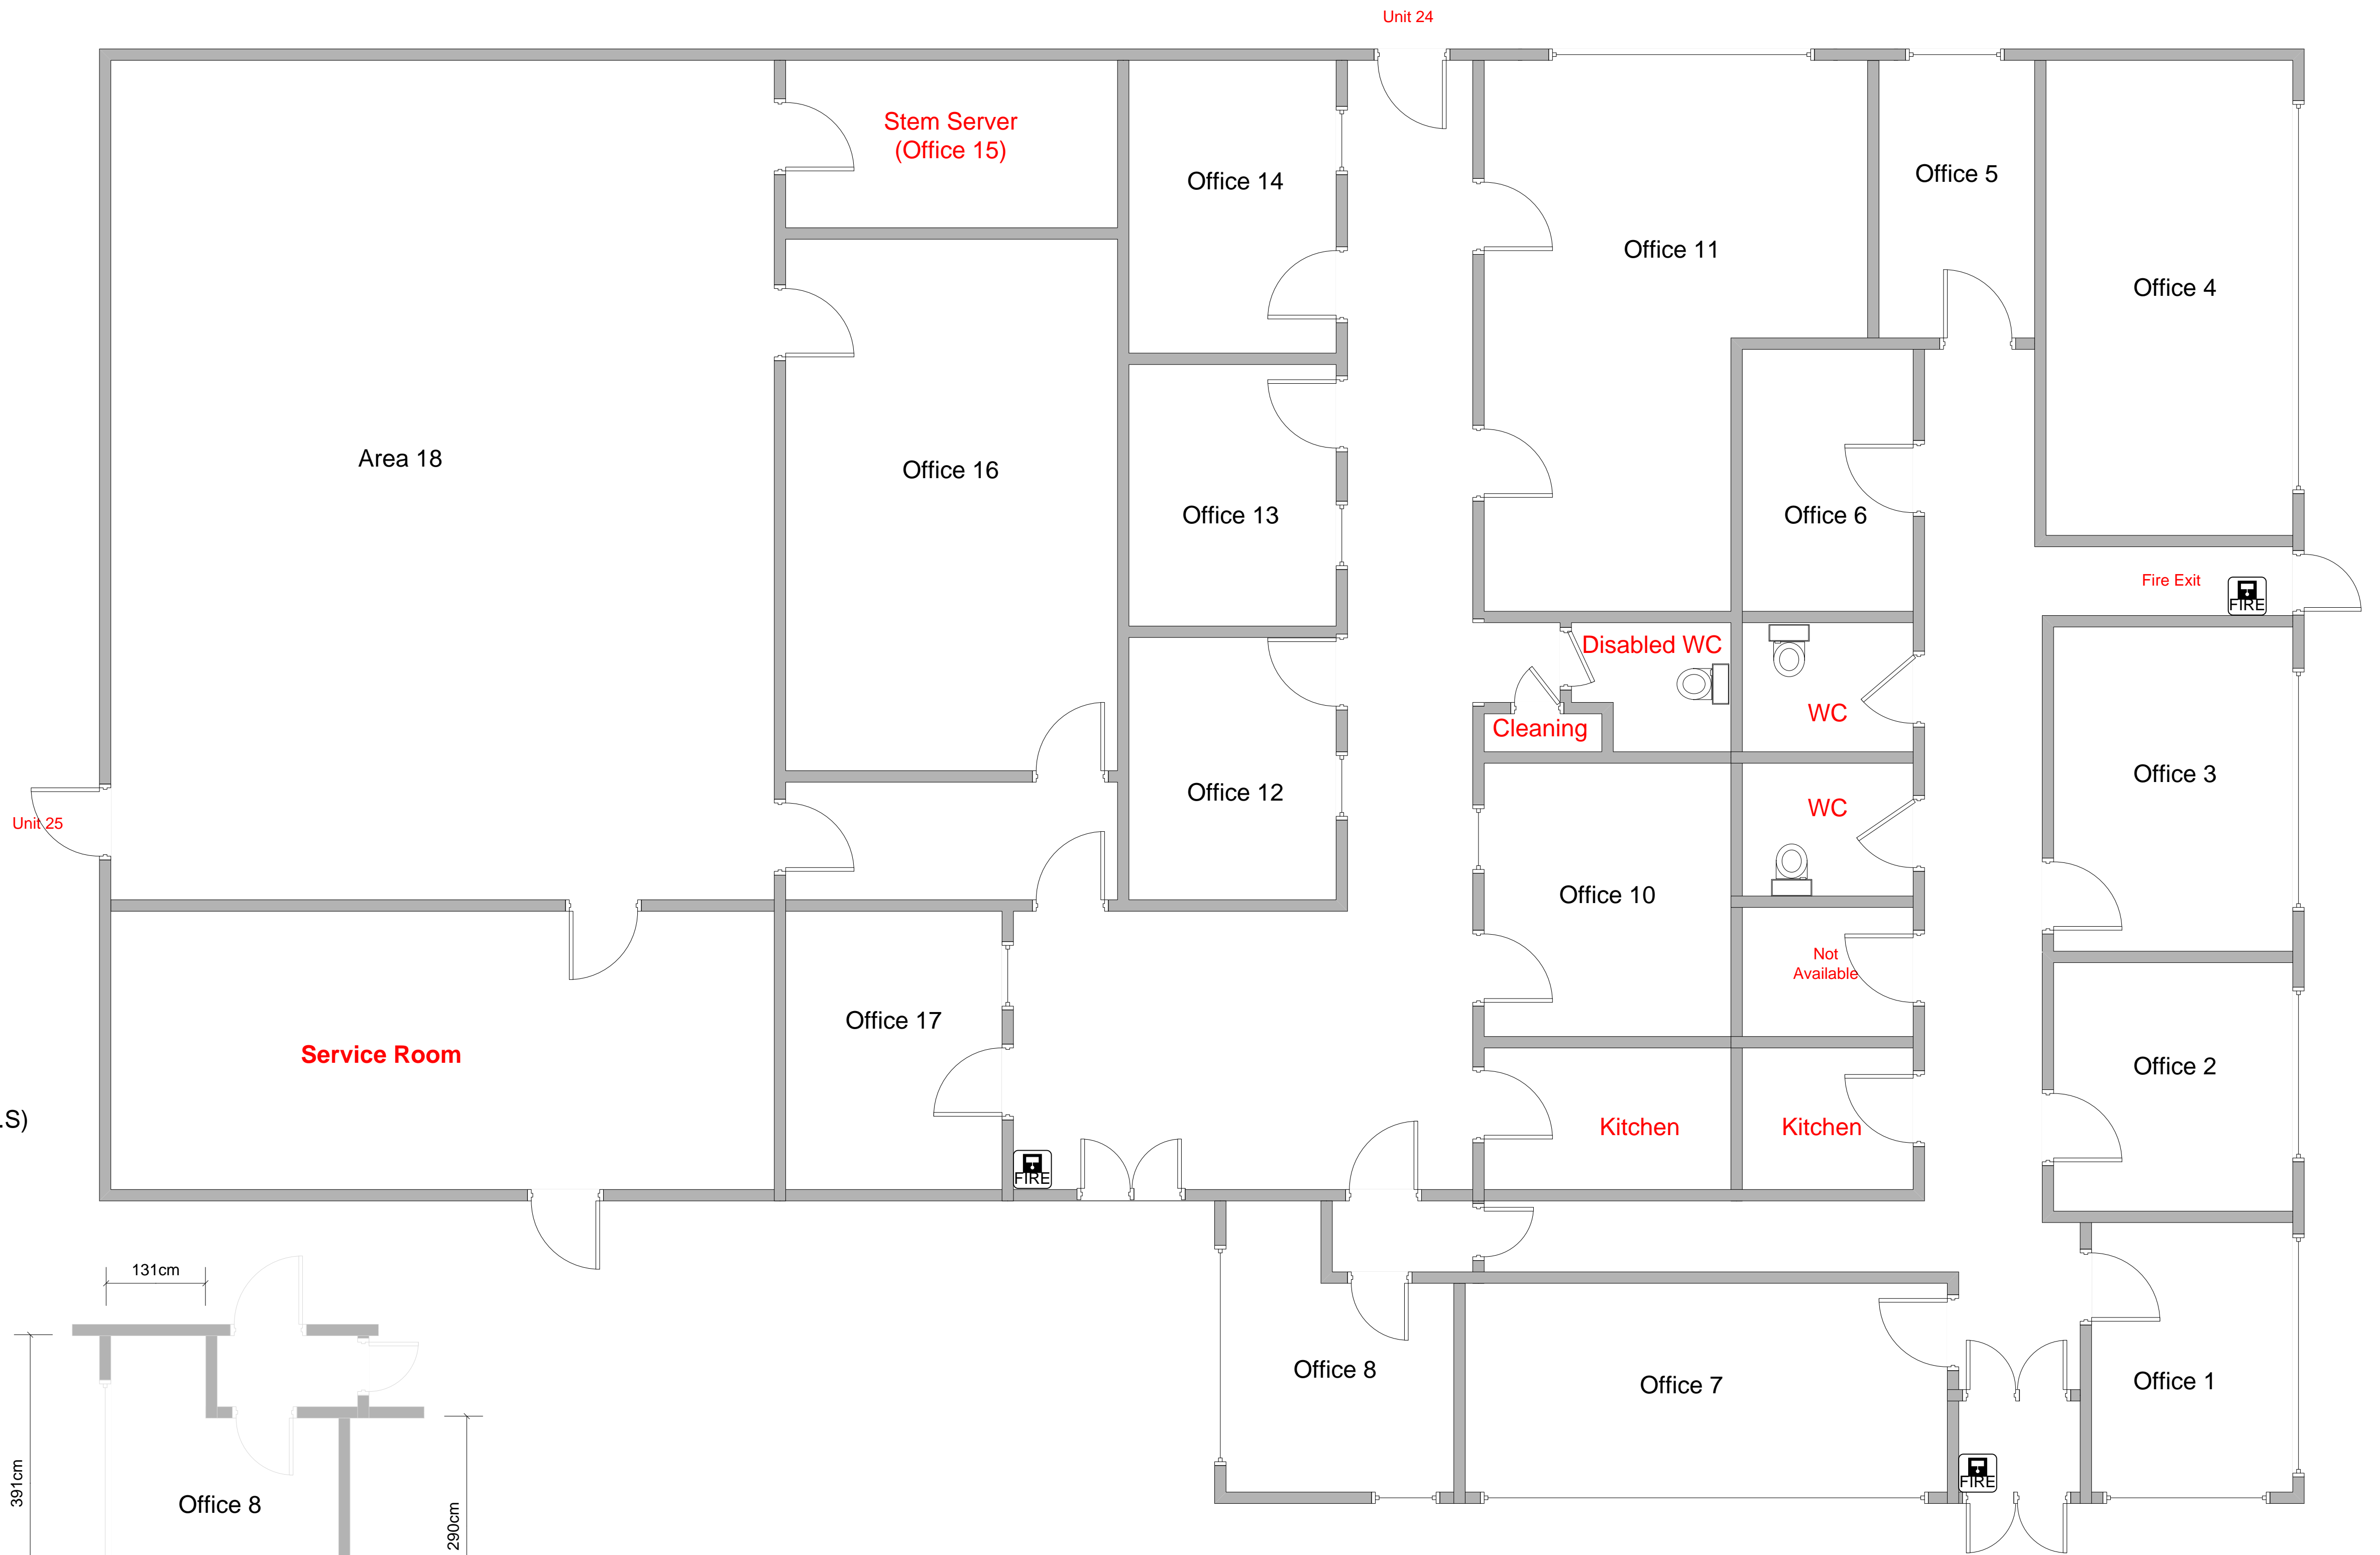 Unit 24
Stem Server
(Office 15)
Office 14
Office 5
Office 11
Office 4
Area 18
Office 16
Office 13
Office 6
Fire Exit
FIRE
Disabled WC
WC
Cleaning
Office 3
Office 12
WC
Unit 25
Office 10
Not
Available
Office 17
Service Room
Office 2
.S)
Kitchen
Kitchen
FIRE
131cm
Office 8
Office 7
Office 1
391cm
Office 8
290cm
FIRE